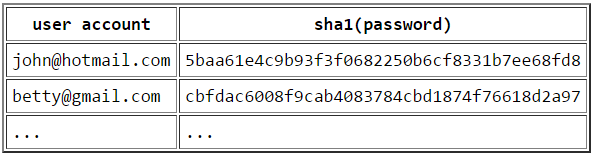 user account sha1(password)
john@hotmail.com 5baa61e4c9b93f3f0682250b6cf8331b7ee68fd8
betty@gmail.com cbfdac6008f9cab4083784cbd1874f76618d2a97
... ...